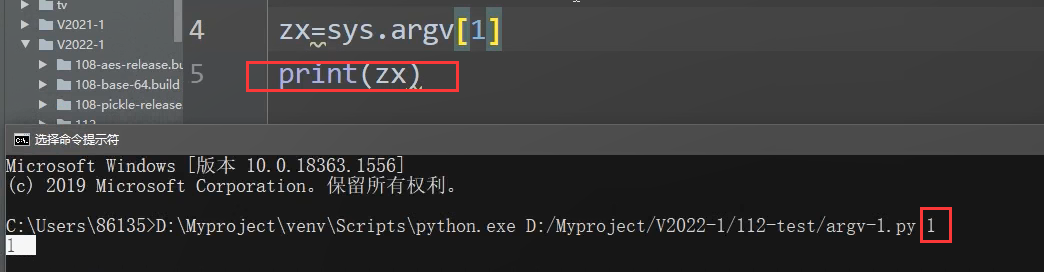 tv
V2021-1
V2022-1
108-aes-release.bu
108-base-64.build
108-pickle-release.
112
4 zx=sys.argv[1]
5 print(zx)
选择命令提示符
Microsoft Windows [版本 10.0.18363.1556]
(c) 2019 Microsoft Corporation。保留所有权利。
C:\Users\86135>D:\Myproject\venv\Scripts\python.exe D:/Myproject/V2022-1/112-test/argv-1.py 1
1